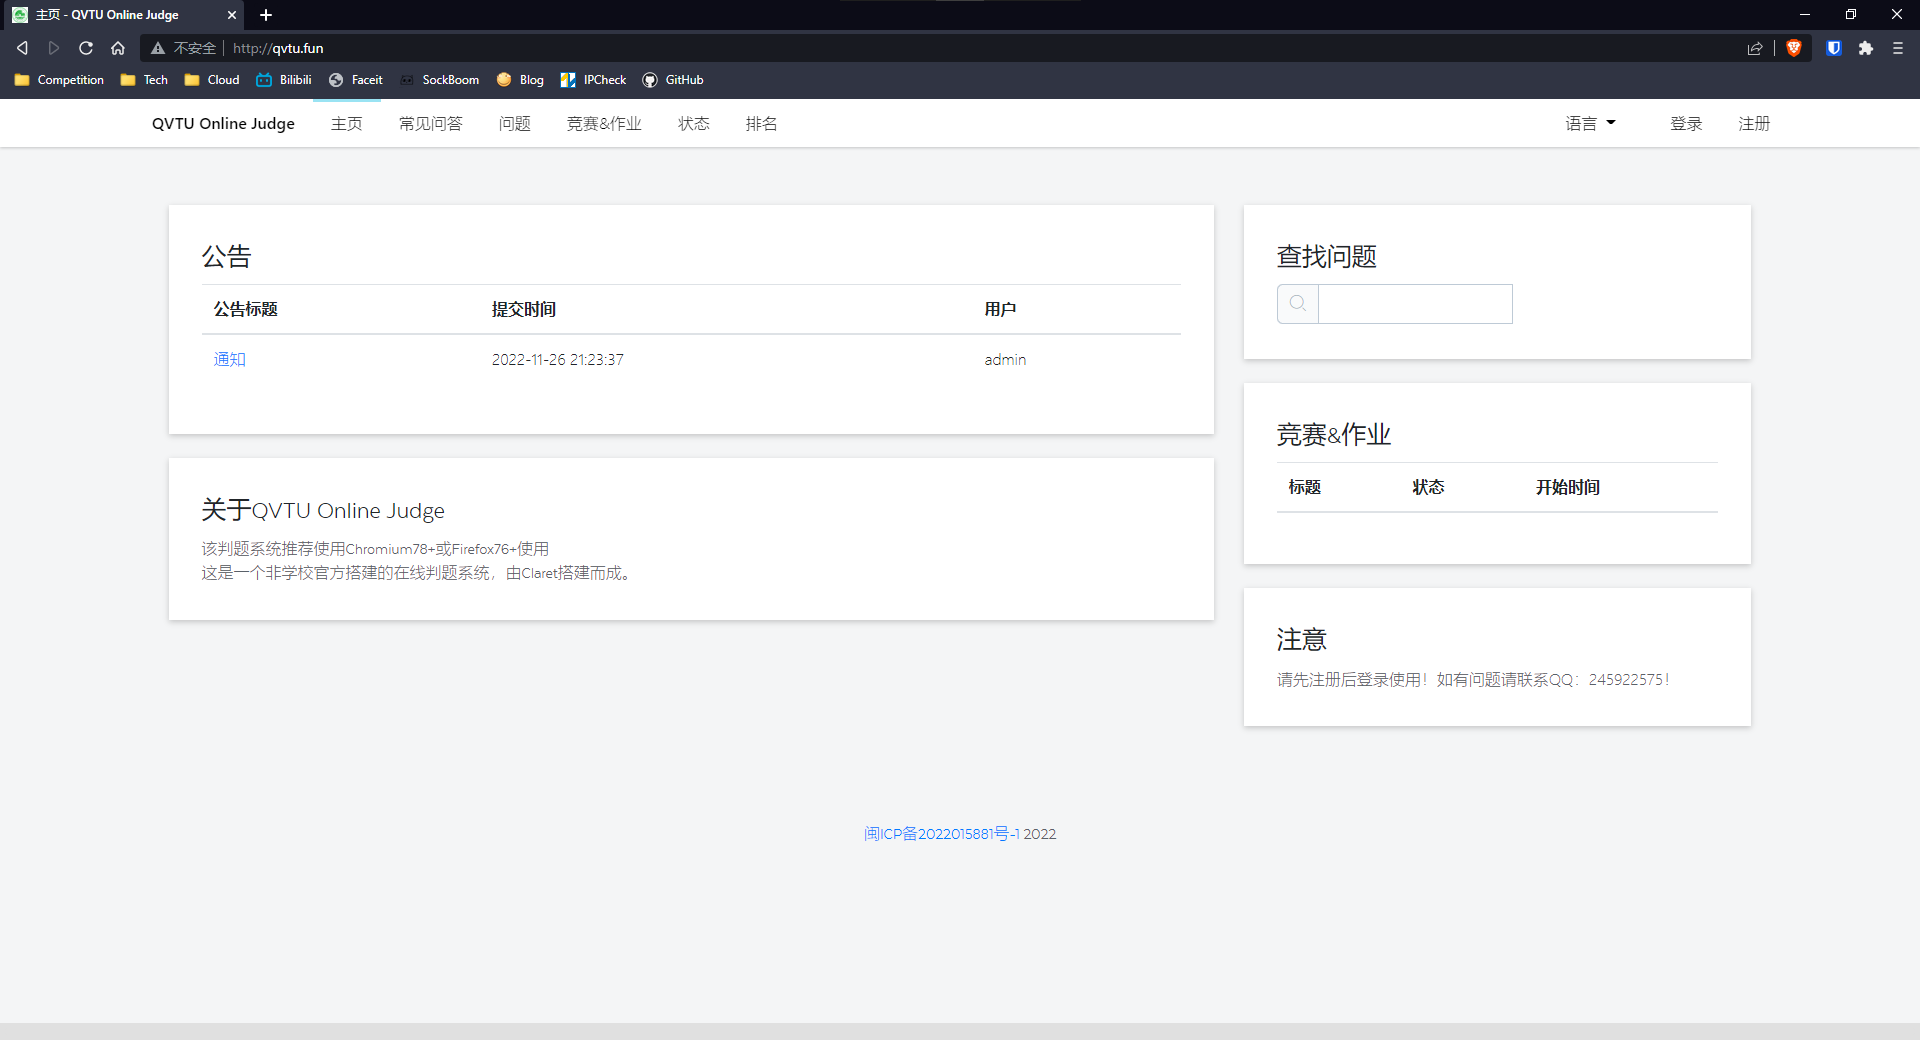 主页 - QVTU Online Judge
不安全 http://qvtu.fun
Competition Tech Cloud Bilibili Faceit SockBoom Blog IPCheck GitHub
QVTU Online Judge 主页 常见问答 问题 竞赛&作业 状态 排名 语言 登录 注册
公告
公告标题 提交时间 用户
通知 2022-11-26 21:23:37 admin
关于QVTU Online Judge
该判题系统推荐使用Chromium78+或Firefox76+使用
这是一个非学校官方搭建的在线判题系统，由Claret搭建而成。
查找问题
竞赛&作业
标题 状态 开始时间
注意
请先注册后登录使用！如有问题请联系QQ：245922575！
闽ICP备2022015881号-1 2022